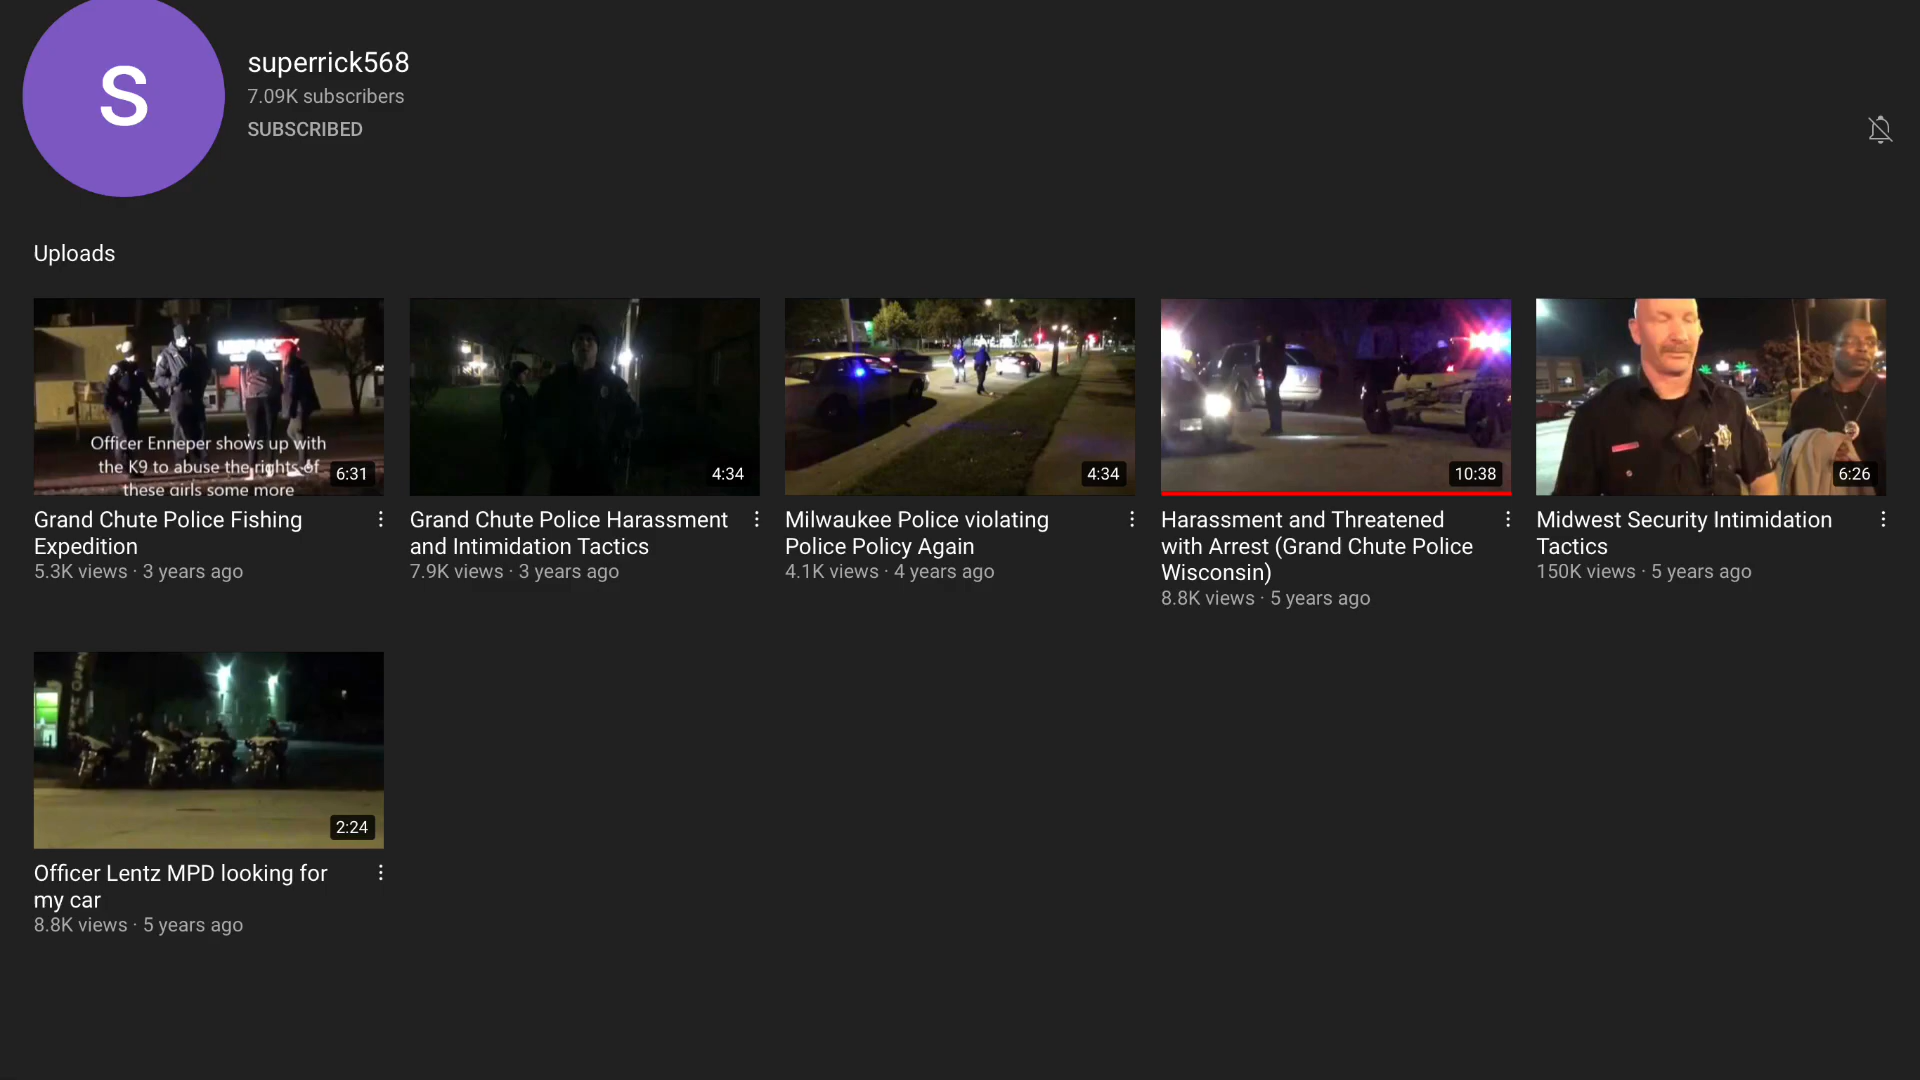 S
superrick568
7.09K subscribers
SUBSCRIBED
Uploads
Officer Enneper shows up with
the K9 to abuse the rights of
these girls some more
6:31
Grand Chute Police Fishing
Expedition
5.3K views · 3 years ago
4:34
Grand Chute Police Harassment
and Intimidation Tactics
7.9K views · 3 years ago
4:34
Milwaukee Police violating
Police Policy Again
4.1K views · 4 years ago
10:38
Harassment and Threatened
with Arrest (Grand Chute Police
Wisconsin)
8.8K views · 5 years ago
6:26
Midwest Security Intimidation
Tactics
150K views · 5 years ago
2:24
Officer Lentz MPD looking for
my car
8.8K views · 5 years ago